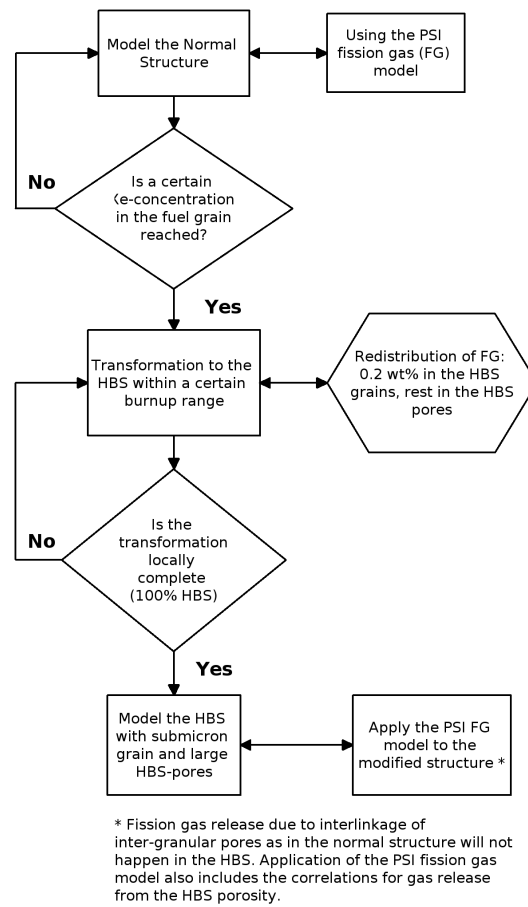 Model the Normal
Structure
Using the PSI
fission gas (FG)
model
Is a certain
Xe-concentration
in the fuel grain
reached?
No
Yes
Transformation to the
HBS within a certain
burnup range
Redistribution of FG:
0.2 wt% in the HBS
grains, rest in the HBS
pores
Is the
transformation
locally
complete
(100% HBS)
No
Yes
Model the HBS
with submicron
grain and large
HBS-pores
Apply the PSI FG
model to the
modified structure *
* Fission gas release due to interlinkage of
inter-granular pores as in the normal structure will not
happen in the HBS. Application of the PSI fission gas
model also includes the correlations for gas release
from the HBS porosity.